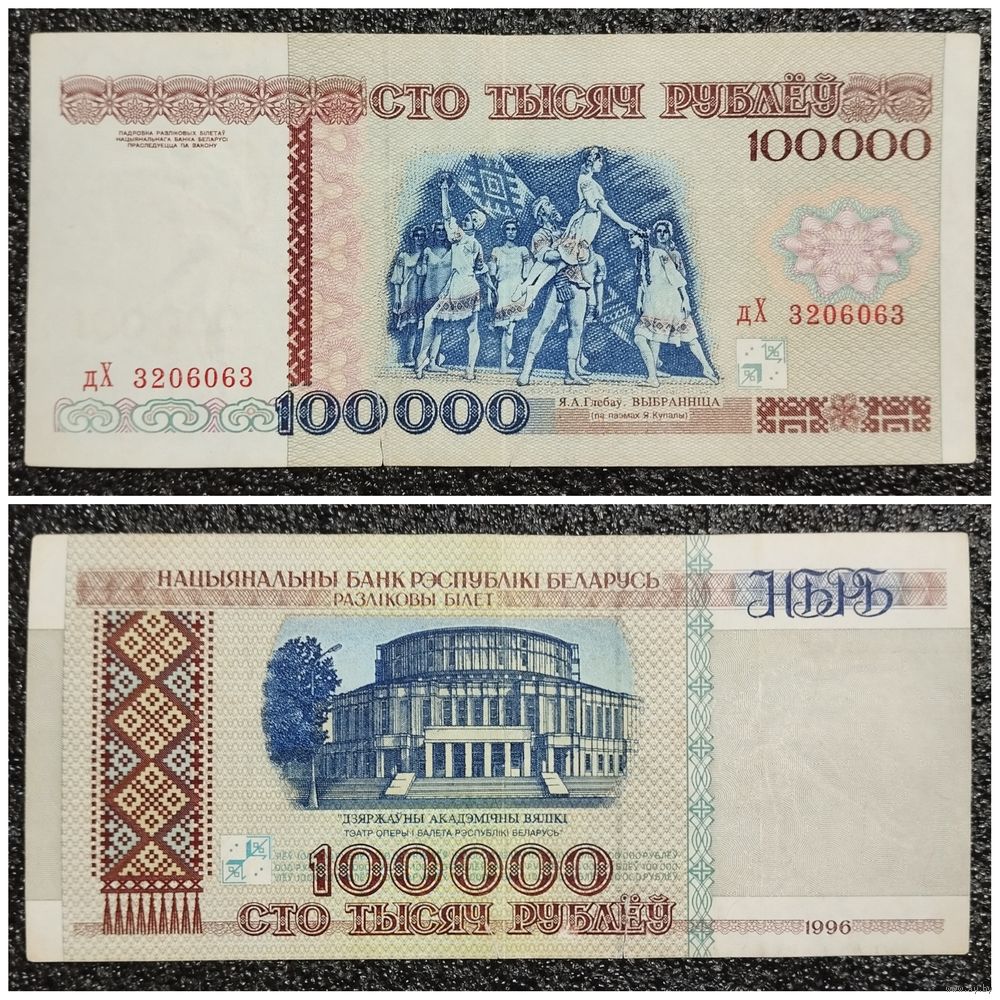 СТО ТЫСЯЧ РУБЛЁЎ
ПАДРОБКА РАЗЛІКОВЫХ БІЛЕТАЎ
НАЦЫЯНАЛЬНАГА БАНКА БЕЛАРУСІ
ПРАСЛЕДУЕЦЦА ПА ЗАКОНУ
100000
дХ 3206063
дХ 3206063
100000
Я.А.Глебаў. ВЫБРАННІЦА
(па паэмах Я.Купалы)
НАЦЫЯНАЛЬНЫ БАНК РЭСПУБЛІКІ БЕЛАРУСЬ
РАЗЛІКОВЫ БІЛЕТ
НБРБ
"ДЗЯРЖАЎНЫ АКАДЭМІЧНЫ ВЯЛІКІ
ТЭАТР ОПЕРЫ І БАЛЕТА РЭСПУБЛІКІ БЕЛАРУСЬ"
100000
СТО ТЫСЯЧ РУБЛЁЎ
1996